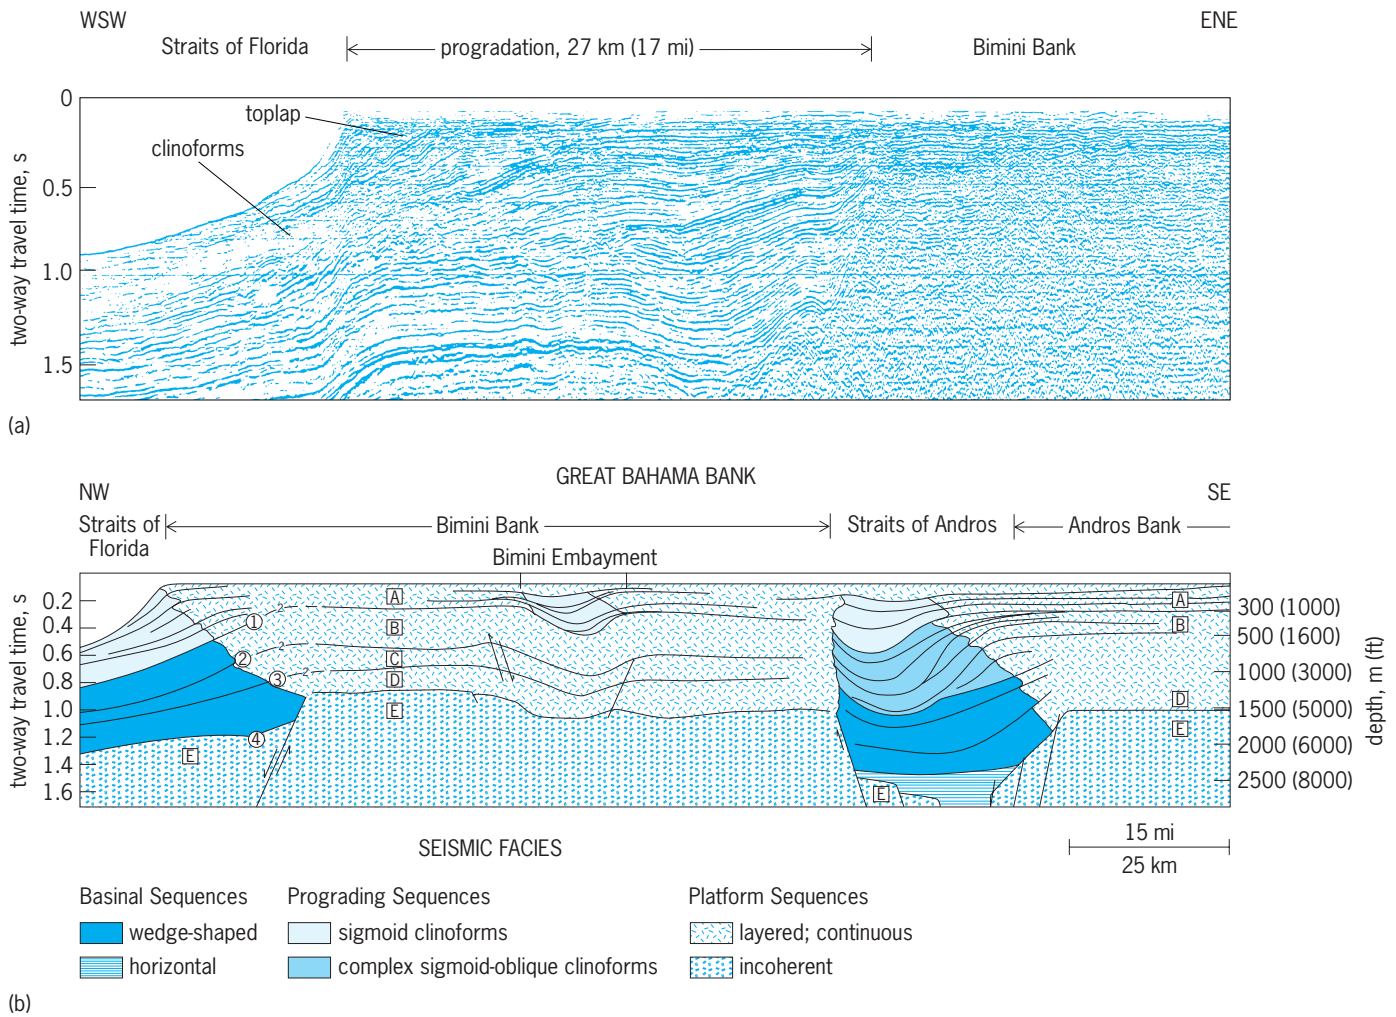 WSW
ENE
Straits of Florida
progradation, 27 km (17 mi)
Bimini Bank
0
toplap
clinoforms
0.5
1.0
1.5
two-way travel time, s
(a)
GREAT BAHAMA BANK
NW
SE
Straits of
Florida
Bimini Bank
Straits of Andros
Andros Bank
Bimini Embayment
0.2
0.4
0.6
0.8
1.0
1.2
1.4
1.6
two-way travel time, s
A
B
C
D
E
E
1
2
3
4
2
2
2
E
A
B
D
E
300 (1000)
500 (1600)
1000 (3000)
1500 (5000)
2000 (6000)
2500 (8000)
depth, m (ft)
15 mi
25 km
SEISMIC FACIES
Basinal Sequences
wedge-shaped
horizontal
Prograding Sequences
sigmoid clinoforms
complex sigmoid-oblique clinoforms
Platform Sequences
layered; continuous
incoherent
(b)